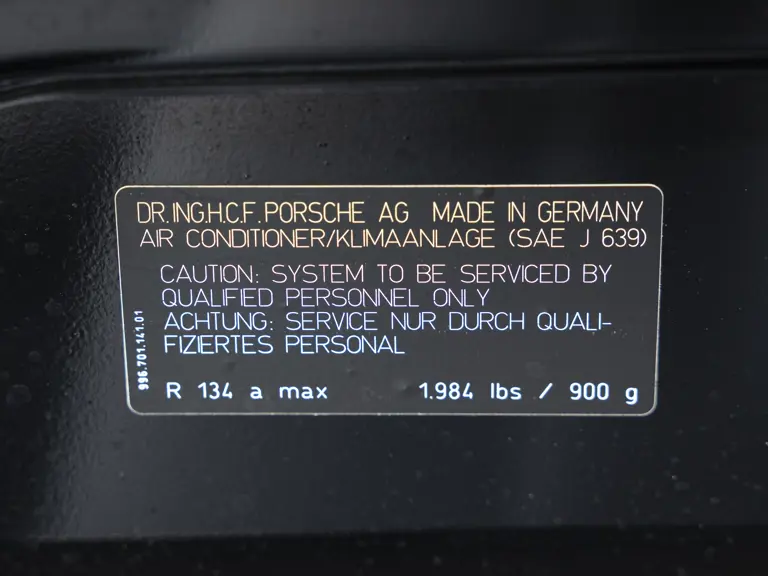 DR.ING.H.C.F.PORSCHE AG MADE IN GERMANY
AIR CONDITIONER/KLIMAANLAGE (SAE J 639)
CAUTION: SYSTEM TO BE SERVICED BY
QUALIFIED PERSONNEL ONLY
ACHTUNG: SERVICE NUR DURCH QUALI-
FIZIERTES PERSONAL
996.701.141.01
R 134 a max 1.984 lbs / 900 g